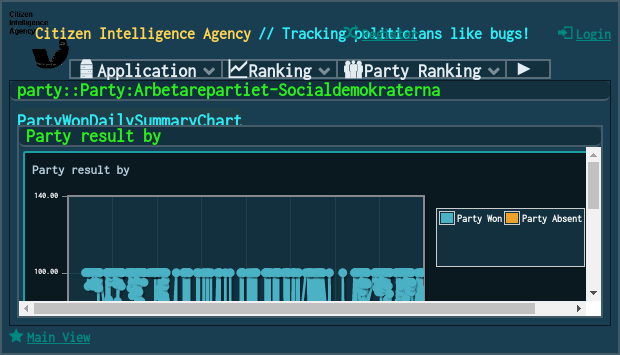 Citizen
Intelligence
Agency
Citizen Intelligence Agency // Tracking politicians like bugs!
Login
Application
Ranking
Party Ranking
party::Party:Arbetarepartiet-Socialdemokraterna
PartyWonDailySummaryChart
Party result by
Party result by
140.00
100.00
Party Won
Party Absent
Main View